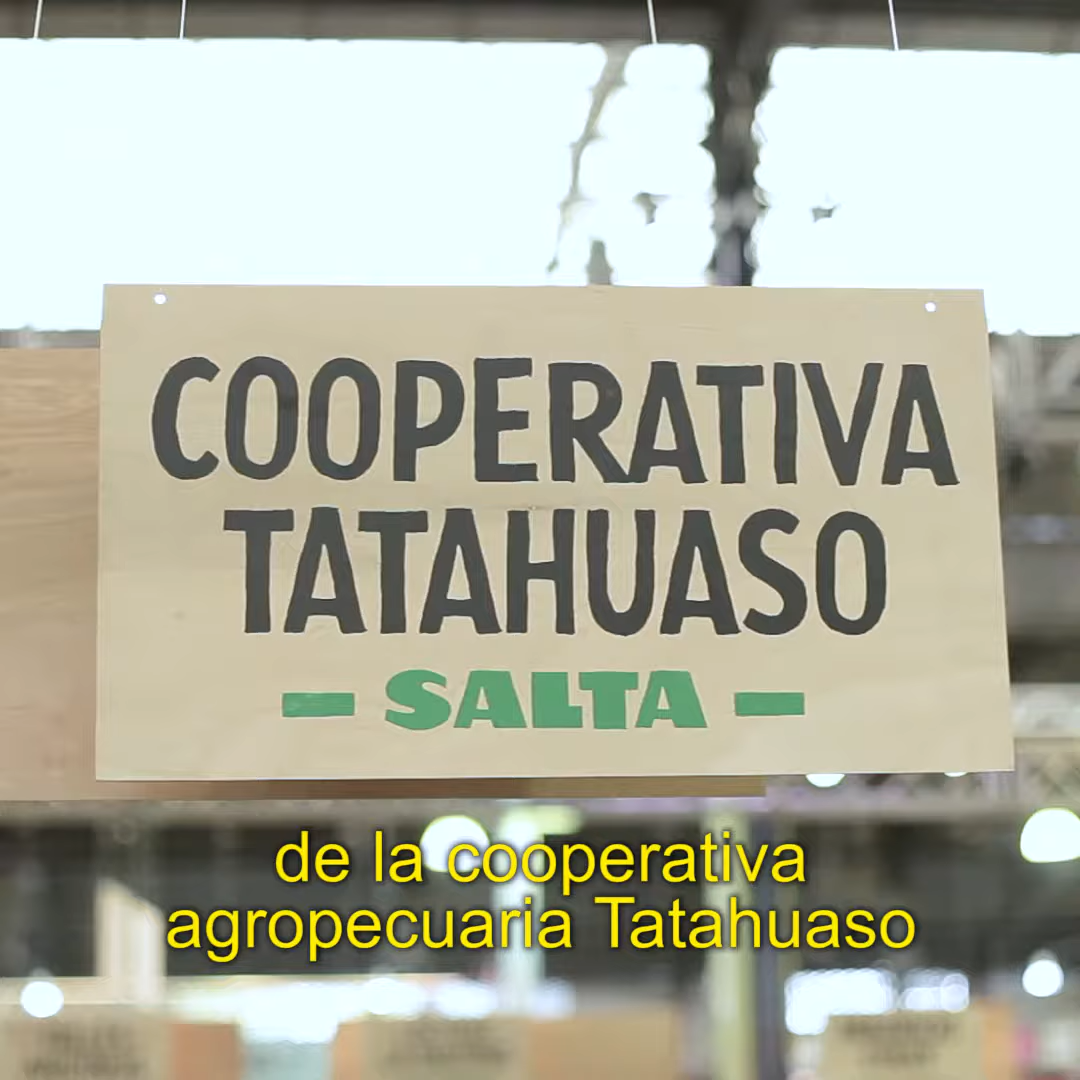 COOPERATIVA
TATAHUASO
- SALTA -
de la cooperativa
agropecuaria Tatahuaso